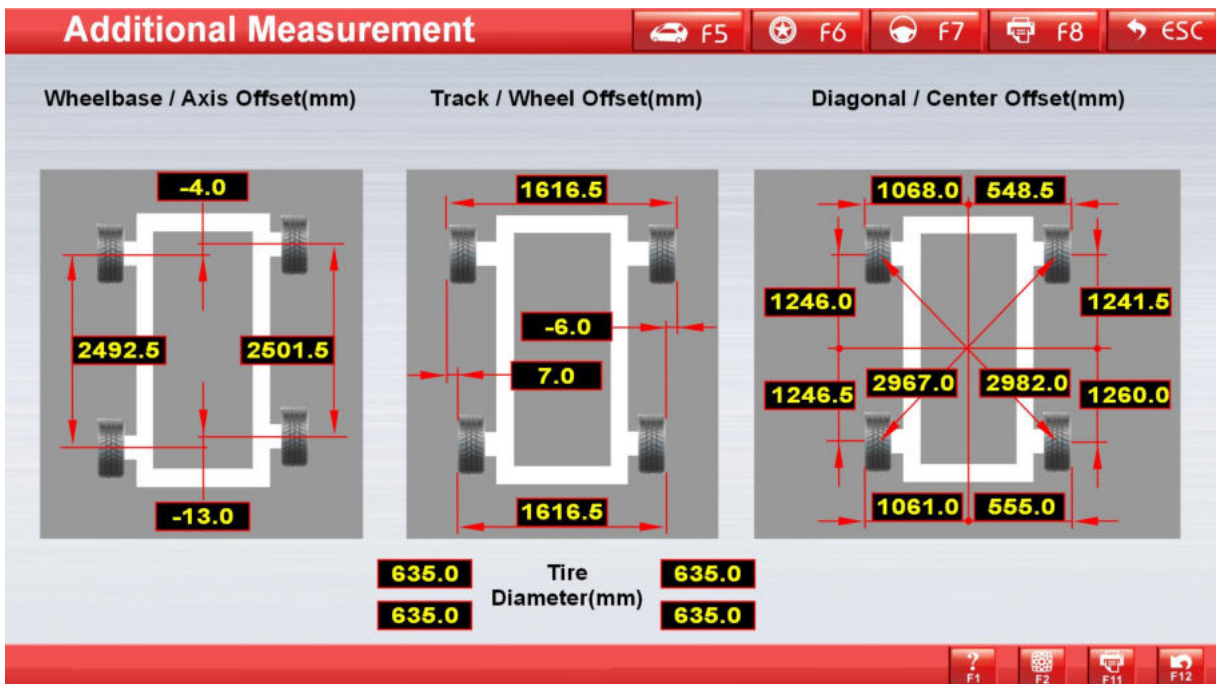 Additional Measurement
F5
F6
F7
F8
ESC
Wheelbase / Axis Offset(mm)
Track / Wheel Offset(mm)
Diagonal / Center Offset(mm)
-4.0
2492.5
2501.5
-13.0
1616.5
-6.0
7.0
1616.5
1068.0
548.5
1246.0
1241.5
1246.5
2967.0
2982.0
1260.0
1061.0
555.0
635.0
Tire
635.0
Diameter(mm)
635.0
635.0
?
F1
F2
F11
F12